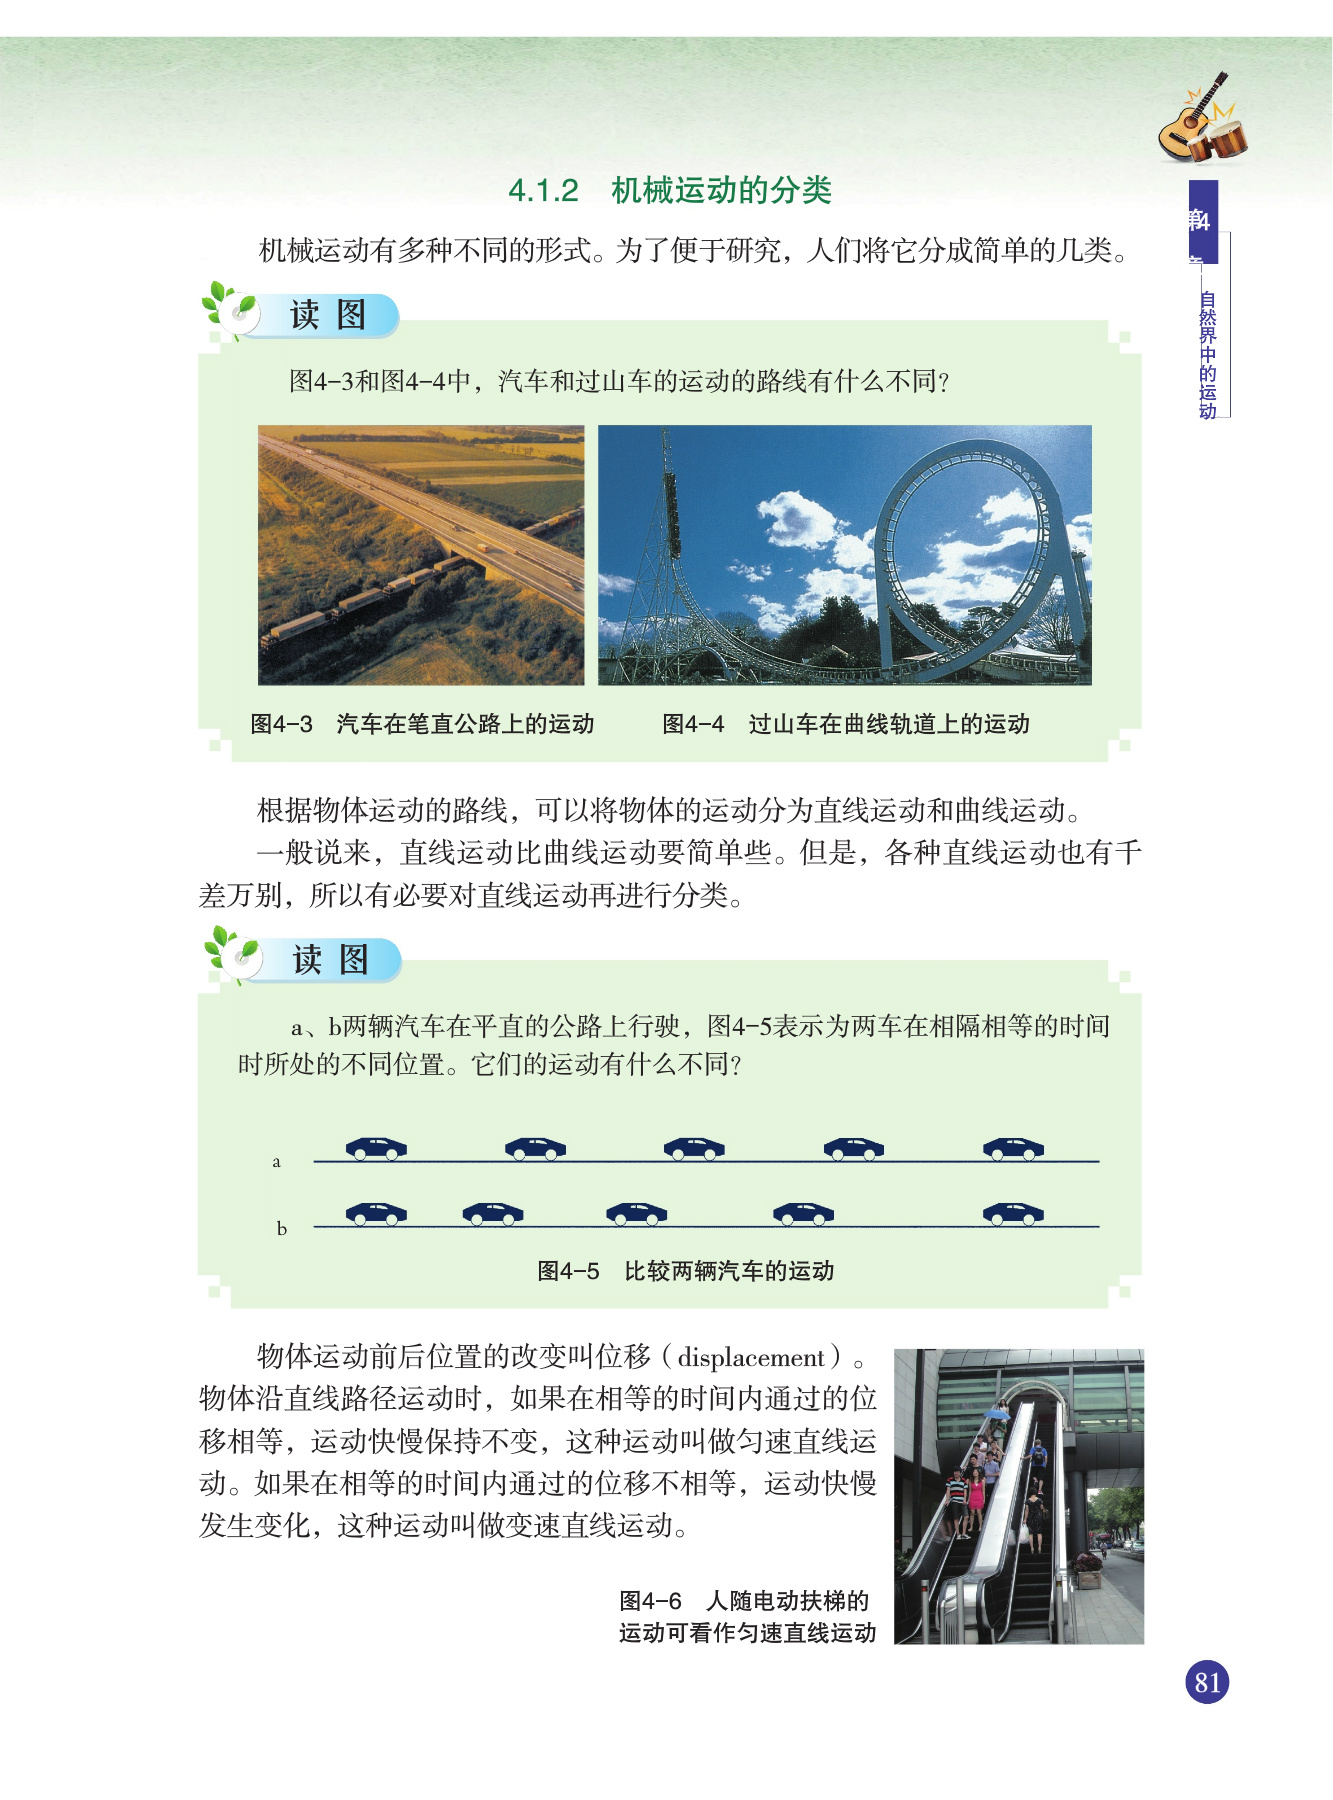 第4章
自然界中的运动
4.1.2 机械运动的分类
机械运动有多种不同的形式。为了便于研究，人们将它分成简单的几类。
读 图
图4-3和图4-4中，汽车和过山车的运动的路线有什么不同？
图4-3 汽车在笔直公路上的运动
图4-4 过山车在曲线轨道上的运动
根据物体运动的路线，可以将物体的运动分为直线运动和曲线运动。
一般说来，直线运动比曲线运动要简单些。但是，各种直线运动也有千
差万别，所以有必要对直线运动再进行分类。
读 图
a、b两辆汽车在平直的公路上行驶，图4-5表示为两车在相隔相等的时间
时所处的不同位置。它们的运动有什么不同？
a
b
图4-5 比较两辆汽车的运动
物体运动前后位置的改变叫位移（displacement）。
物体沿直线路径运动时，如果在相等的时间内通过的位
移相等，运动快慢保持不变，这种运动叫做匀速直线运
动。如果在相等的时间内通过的位移不相等，运动快慢
发生变化，这种运动叫做变速直线运动。
图4-6 人随电动扶梯的
运动可看作匀速直线运动
81